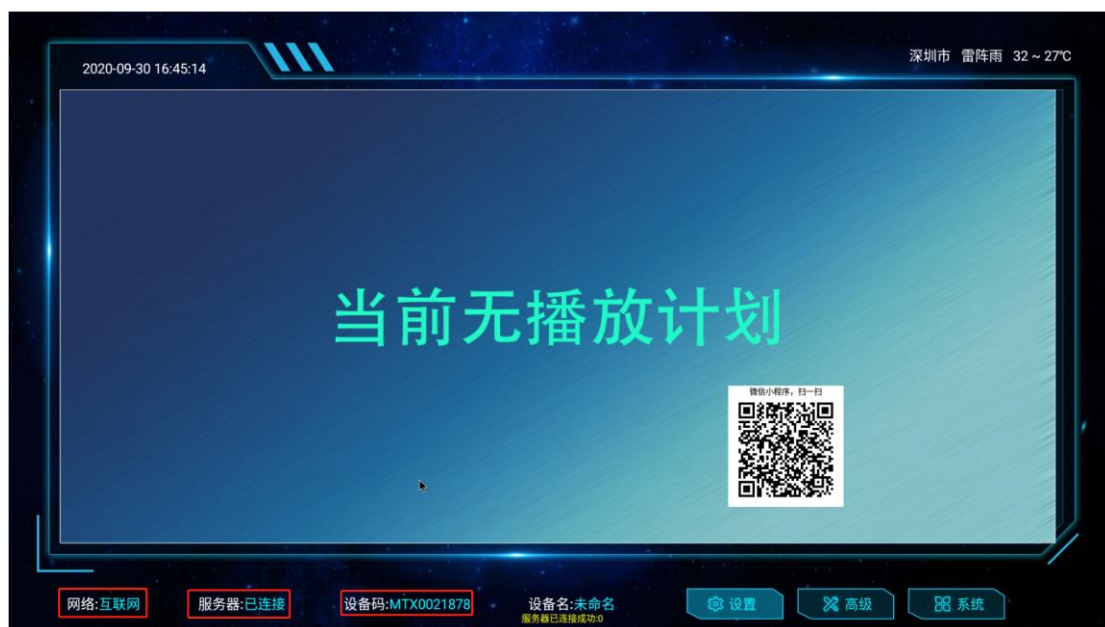 2020-09-30 16:45:14
深圳市 雷阵雨 32 ~ 27℃
当前无播放计划
微信小程序，扫一扫
网络:互联网
服务器:已连接
设备码:MTX0021878
设备名:未命名
服务器已连接成功:0
设置
高级
系统